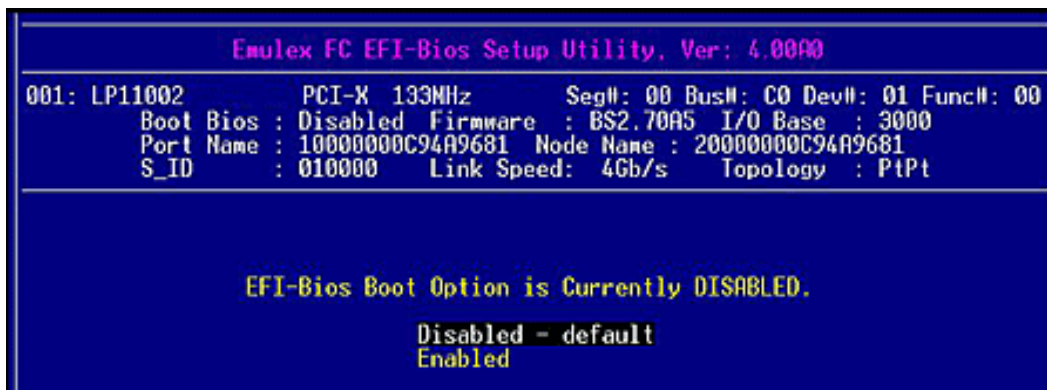 Emulex FC EFI-Bios Setup Utility, Ver: 4.00A0
001: LP11002 PCI-X 133MHz Seg#: 00 Bus#: C0 Dev#: 01 Func#: 00
Boot Bios : Disabled Firmware : BS2.70A5 I/O Base : 3000
Port Name : 10000000C94A9681 Node Name : 20000000C94A9681
S_ID : 010000 Link Speed: 4Gb/s Topology : PtPt
EFI-Bios Boot Option is Currently DISABLED.
Disabled - default
Enabled